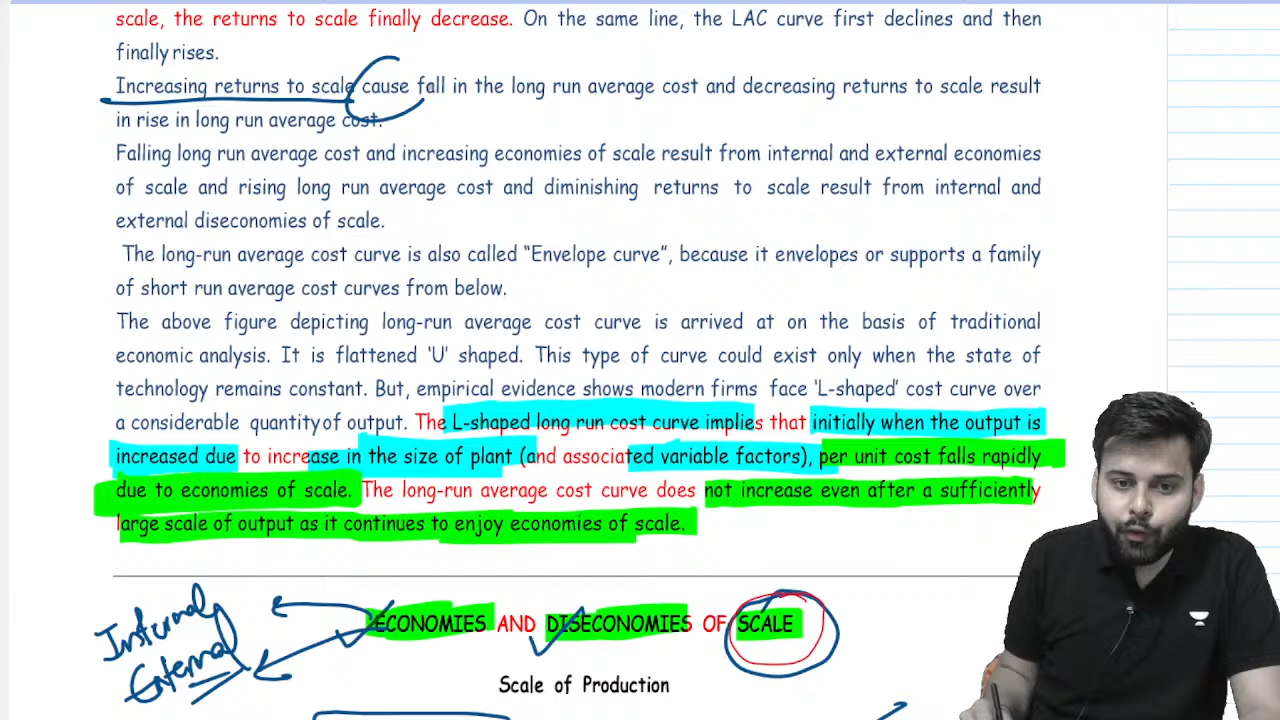 scale, the returns to scale finally decrease. On the same line, the LAC curve first declines and then
finally rises.
Increasing returns to scale cause fall in the long run average cost and decreasing returns to scale result
in rise in long run average cost.
Falling long run average cost and increasing economies of scale result from internal and external economies
of scale and rising long run average cost and diminishing returns to scale result from internal and
external diseconomies of scale.
The long-run average cost curve is also called “Envelope curve”, because it envelopes or supports a family
of short run average cost curves from below.
The above figure depicting long-run average cost curve is arrived at on the basis of traditional
economic analysis. It is flattened ‘U’ shaped. This type of curve could exist only when the state of
technology remains constant. But, empirical evidence shows modern firms face ‘L-shaped’ cost curve over
a considerable quantity of output. The L-shaped long run cost curve implies that initially when the output is
increased due to increase in the size of plant (and associated variable factors), per unit cost falls rapidly
due to economies of scale. The long-run average cost curve does not increase even after a sufficiently
large scale of output as it continues to enjoy economies of scale.
Internal
External
ECONOMIES AND DISECONOMIES OF SCALE
Scale of Production